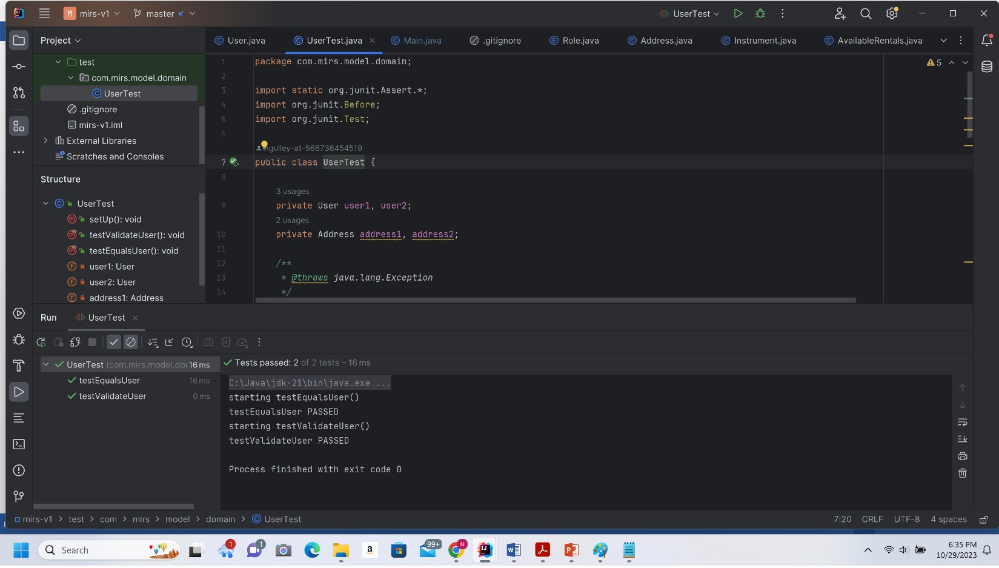 M mirs-v1 master UserTest
Project
User.java UserTest.java Main.java .gitignore Role.java Address.java Instrument.java AvailableRentals.java
test
com.mirs.model.domain
UserTest
.gitignore
mirs-v1.iml
External Libraries
Scratches and Consoles
5
1 package com.mirs.model.domain;
2
3 import static org.junit.Assert.*;
4 import org.junit.Before;
5 import org.junit.Test;
6
7 public class UserTest {
8
3 usages
9 private User user1, user2;
2 usages
10 private Address address1, address2;
11
12 /**
13 * @throws java.lang.Exception
14 */
Structure
UserTest
setUp(): void
testValidateUser(): void
testEqualsUser(): void
user1: User
user2: User
address1: Address
Run UserTest
UserTest (com.mirs.model.dor 16 ms
testEqualsUser 16 ms
testValidateUser 0 ms
Tests passed: 2 of 2 tests – 16 ms
C:\Java\jdk-21\bin\java.exe ...
starting testEqualsUser()
testEqualsUser PASSED
starting testValidateUser()
testValidateUser PASSED
Process finished with exit code 0
mirs-v1 > test > com > mirs > model > domain > UserTest
7:20 CRLF UTF-8 4 spaces
Search
1
1
99+
N
6:35 PM
10/29/2023